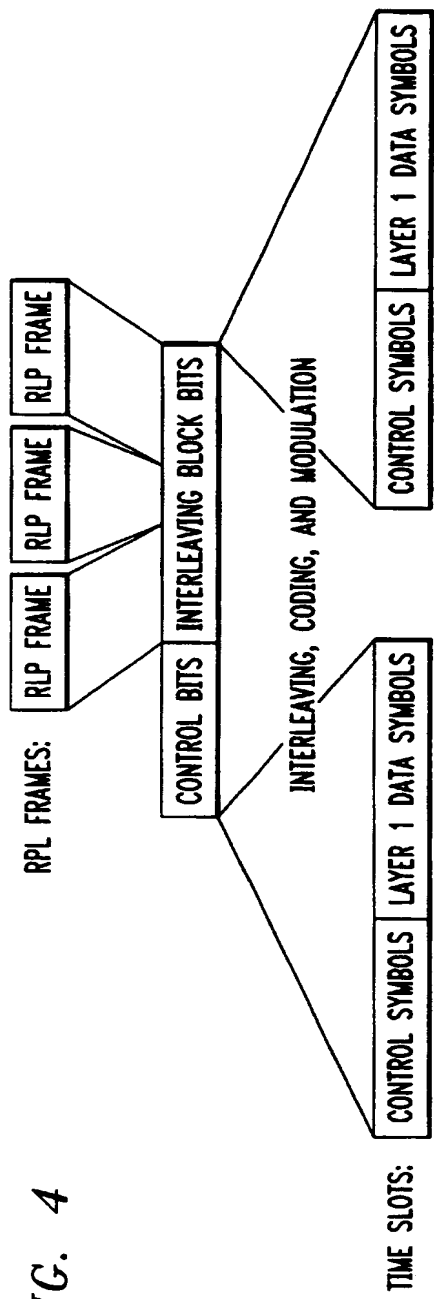 RPL FRAMES:
RLP FRAME
RLP FRAME
RLP FRAME
CONTROL BITS
INTERLEAVING BLOCK BITS
INTERLEAVING, CODING, AND MODULATION
TIME SLOTS:
CONTROL SYMBOLS
LAYER 1 DATA SYMBOLS
CONTROL SYMBOLS
LAYER 1 DATA SYMBOLS
IG. 4